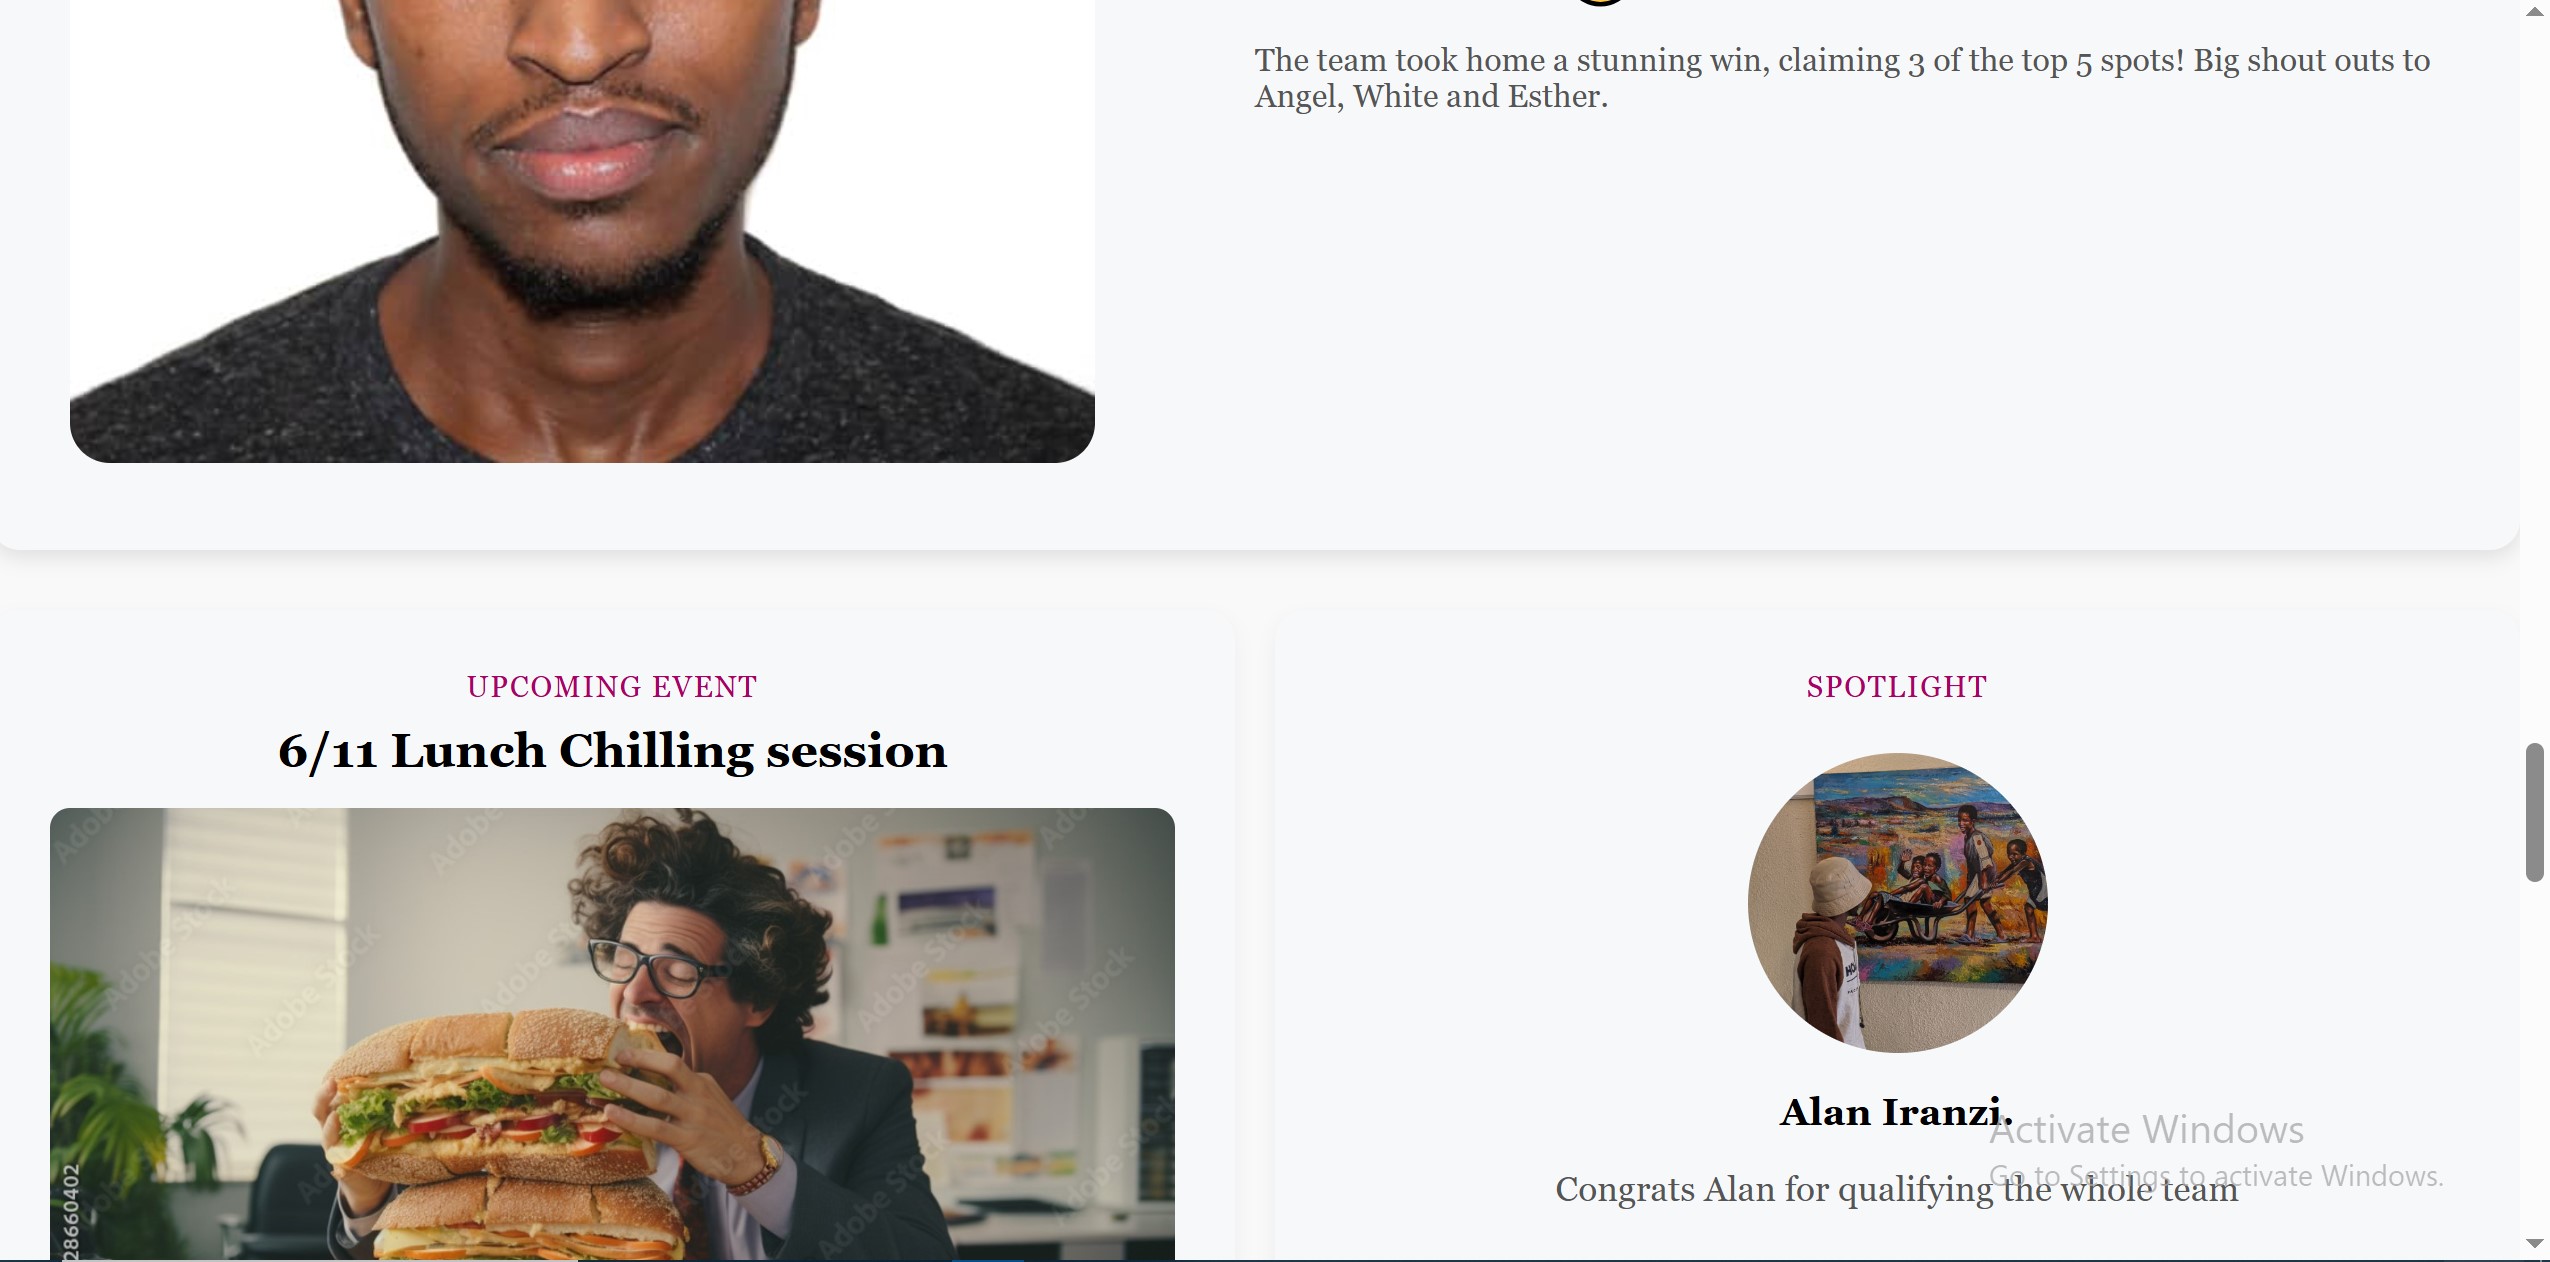 The team took home a stunning win, claiming 3 of the top 5 spots! Big shout outs to
Angel, White and Esther.
UPCOMING EVENT
6/11 Lunch Chilling session
Adobe Stock
28660402
SPOTLIGHT
Alan Iranzi.
Congrats Alan for qualifying the whole team
Activate Windows
Go to Settings to activate Windows.